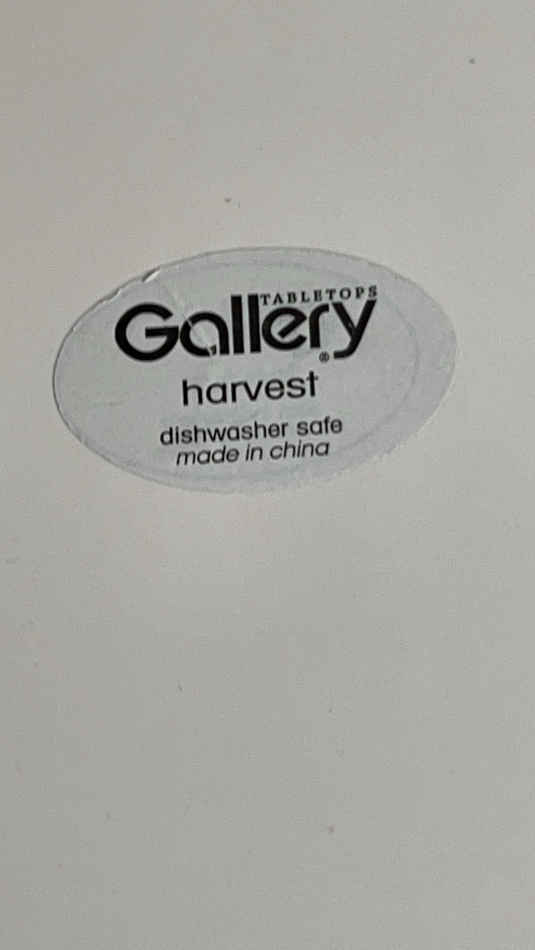 TABLETOPS
Gallery®
harvest
dishwasher safe
made in china